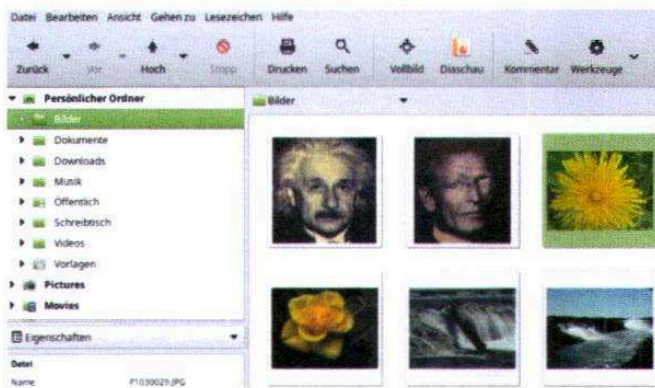 Datei Bearbeiten Ansicht Gehen zu Lesezeichen Hilfe
Zurück Vor Hoch Stopp Drucken Suchen Vollbild Diaschau Kommentar Werkzeuge
Persönlicher Ordner
Bilder
Bilder
Dokumente
Downloads
Musik
Öffentlich
Schreibtisch
Videos
Vorlagen
Pictures
Movies
Eigenschaften
Datei
Name P1030029.JPG